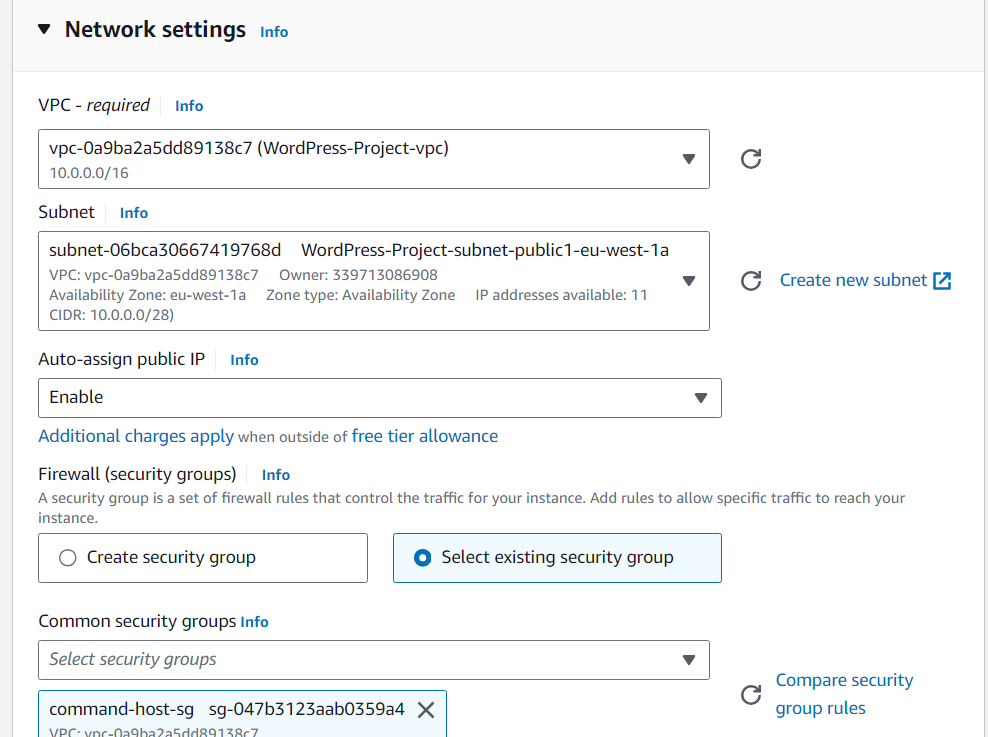 Network settings Info
VPC - required Info
vpc-0a9ba2a5dd89138c7 (WordPress-Project-vpc)
10.0.0.0/16
Subnet Info
subnet-06bca30667419768d WordPress-Project-subnet-public1-eu-west-1a
VPC: vpc-0a9ba2a5dd89138c7 Owner: 339713086908
Availability Zone: eu-west-1a Zone type: Availability Zone IP addresses available: 11
CIDR: 10.0.0.0/28)
Create new subnet
Auto-assign public IP Info
Enable
Additional charges apply when outside of free tier allowance
Firewall (security groups) Info
A security group is a set of firewall rules that control the traffic for your instance. Add rules to allow specific traffic to reach your
instance.
Create security group
Select existing security group
Common security groups Info
Select security groups
command-host-sg sg-047b3123aab0359a4
VPC: vpc-0a9ba2a5dd89138c7
Compare security
group rules